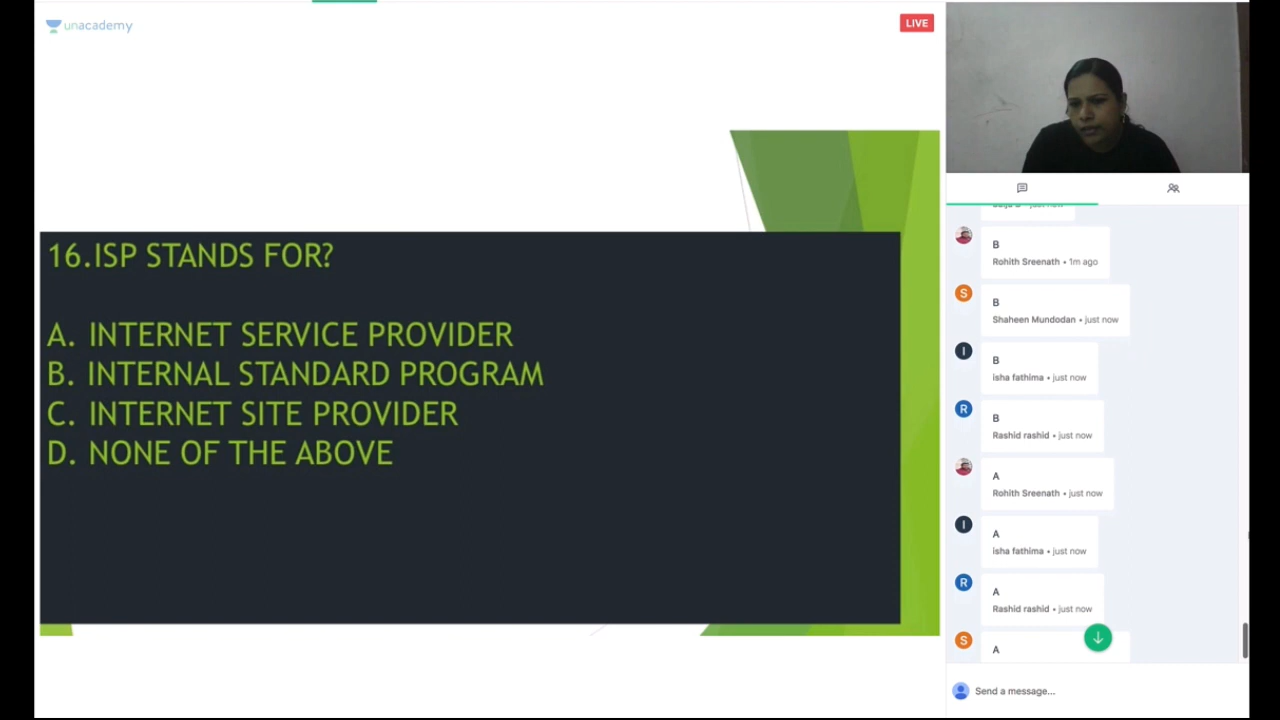 unacademy
LIVE
16.ISP STANDS FOR?
A. INTERNET SERVICE PROVIDER
B. INTERNAL STANDARD PROGRAM
C. INTERNET SITE PROVIDER
D. NONE OF THE ABOVE
B
Rohith Sreenath • 1m ago
S
B
Shaheen Mundodan • just now
I
B
isha fathima • just now
R
B
Rashid rashid • just now
A
Rohith Sreenath • just now
I
A
isha fathima • just now
R
A
Rashid rashid • just now
S
A
Send a message...